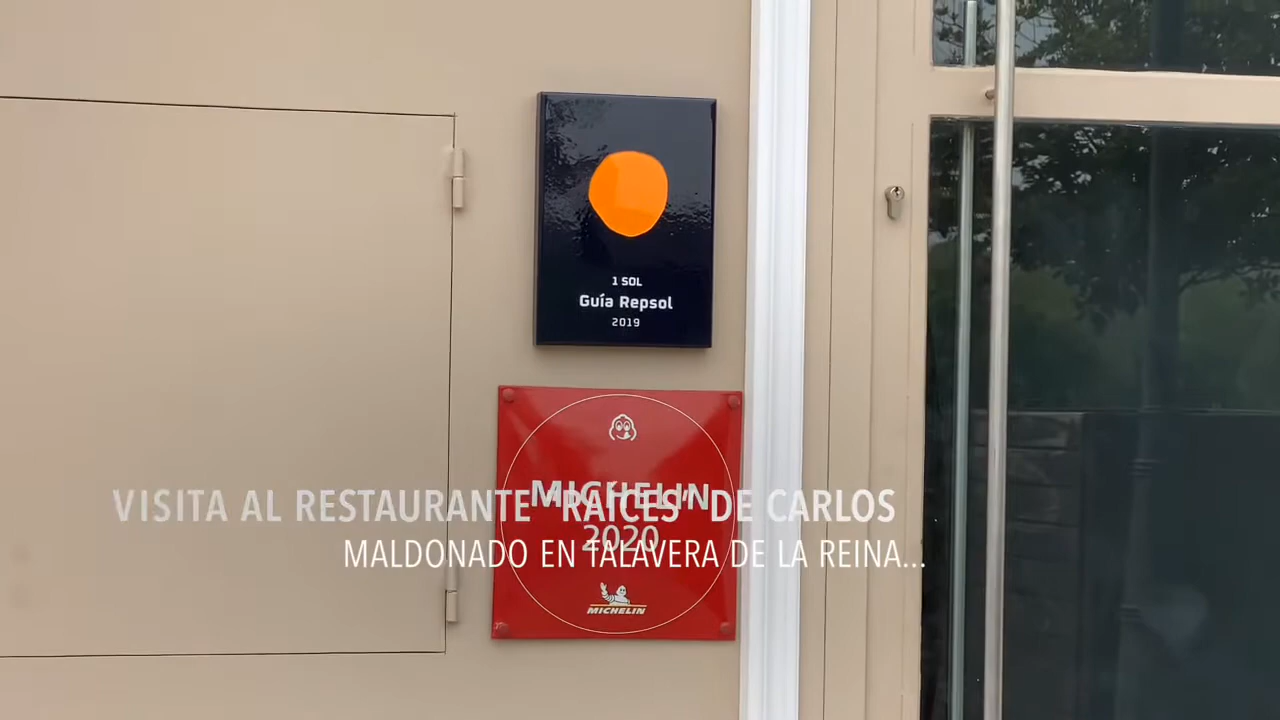 1 SOL
Guía Repsol
2019
MICHELIN
2020
MICHELIN
VISITA AL RESTAURANTE "RAÍCES" DE CARLOS
MALDONADO EN TALAVERA DE LA REINA...